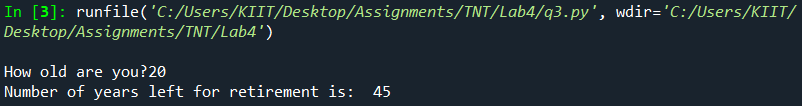 In [3]: runfile('C:/Users/KIIT/Desktop/Assignments/TNT/Lab4/q3.py', wdir='C:/Users/KIIT/
Desktop/Assignments/TNT/Lab4')
How old are you?20
Number of years left for retirement is:  45